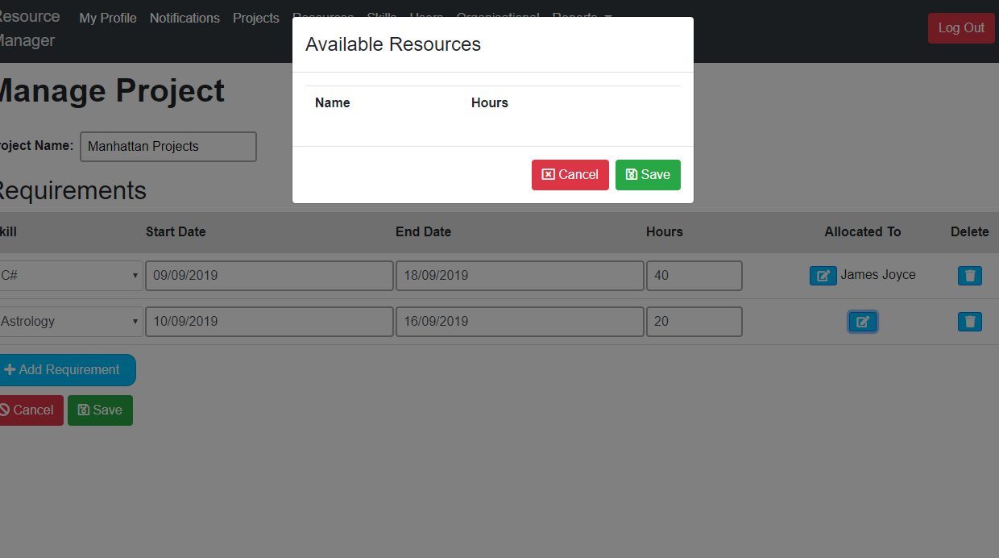 Resource Manager
My Profile Notifications Projects Resources Skills Users Organisational Reports
Log Out
Available Resources
Name Hours
Cancel Save
Manage Project
Project Name: Manhattan Projects
Requirements
Skill Start Date End Date Hours Allocated To Delete
C# 09/09/2019 18/09/2019 40 James Joyce
Astrology 10/09/2019 16/09/2019 20
Add Requirement
Cancel Save